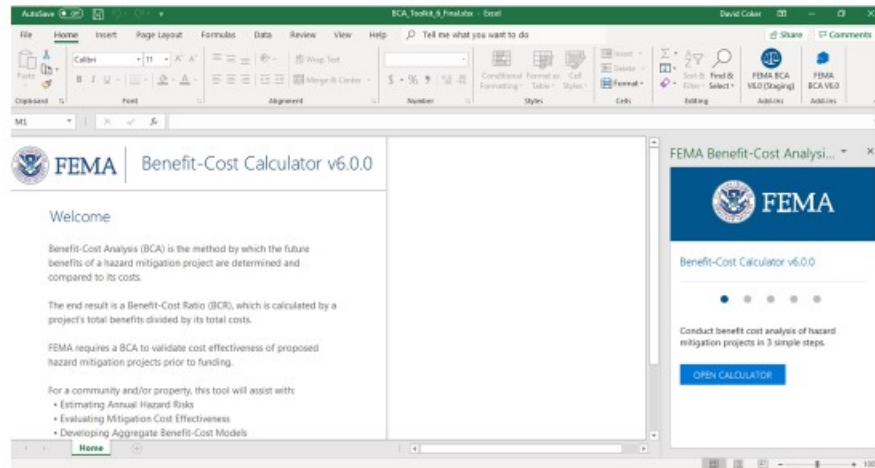 AutoSave Off BCA_Toolkit_6_Final.xlsx - Excel David Coker
File Home Insert Page Layout Formulas Data Review View Help Tell me what you want to do Share Comments
Paste
Calibri 11 A A
Wrap Text
Insert
B I U A
Merge & Center
$ % 9
Conditional Formatting Format as Table Cell Styles
Delete
Format
Sort & Filter Find & Select
FEMA BCA V6.0 (Staging)
FEMA BCA V6.0
Clipboard Font Alignment Number Styles Cells Editing Add-ins Add-ins
M1 fx
FEMA Benefit-Cost Calculator v6.0.0
Welcome
Benefit-Cost Analysis (BCA) is the method by which the future
benefits of a hazard mitigation project are determined and
compared to its costs.
The end result is a Benefit-Cost Ratio (BCR), which is calculated by a
project's total benefits divided by its total costs.
FEMA requires a BCA to validate cost effectiveness of proposed
hazard mitigation projects prior to funding.
For a community and/or property, this tool will assist with:
• Estimating Annual Hazard Risks
• Evaluating Mitigation Cost Effectiveness
• Developing Aggregate Benefit-Cost Models
Home
FEMA Benefit-Cost Analysi...
FEMA
Benefit-Cost Calculator v6.0.0
Conduct benefit cost analysis of hazard
mitigation projects in 3 simple steps.
OPEN CALCULATOR